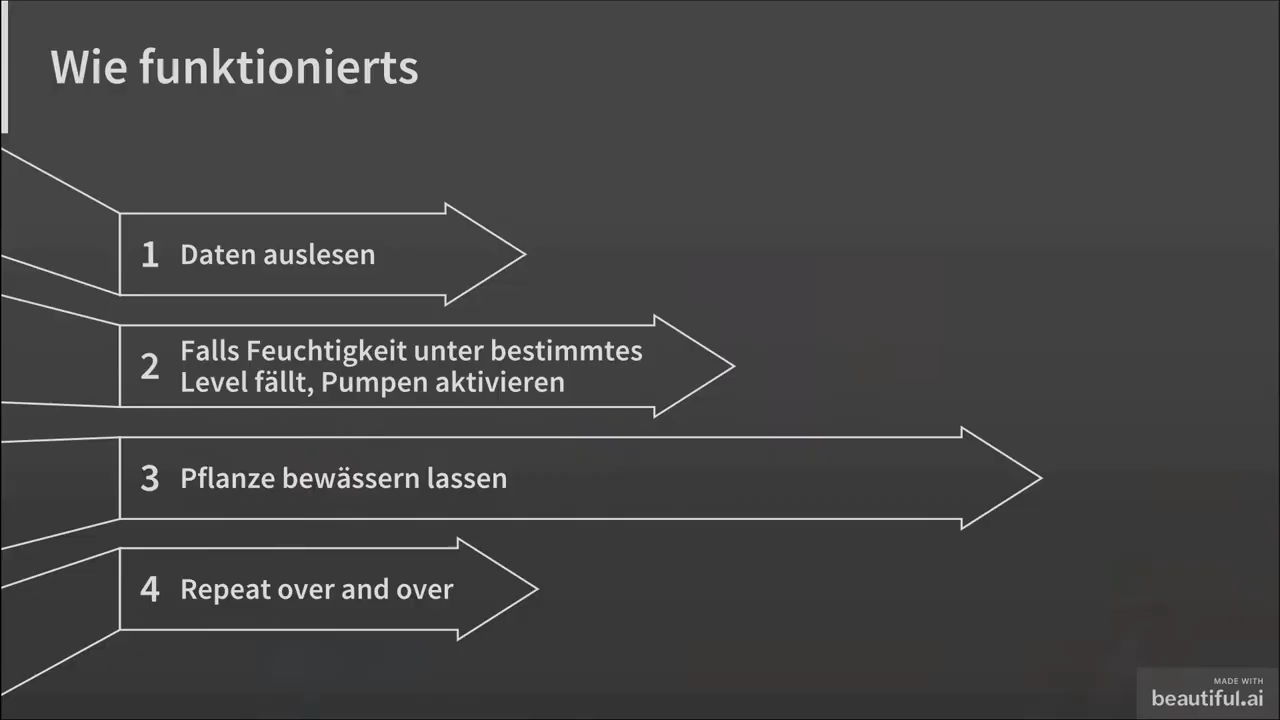 Wie funktionierts
1 Daten auslesen
2 Falls Feuchtigkeit unter bestimmtes
Level fällt, Pumpen aktivieren
3 Pflanze bewässern lassen
4 Repeat over and over
MADE WITH
beautiful.ai